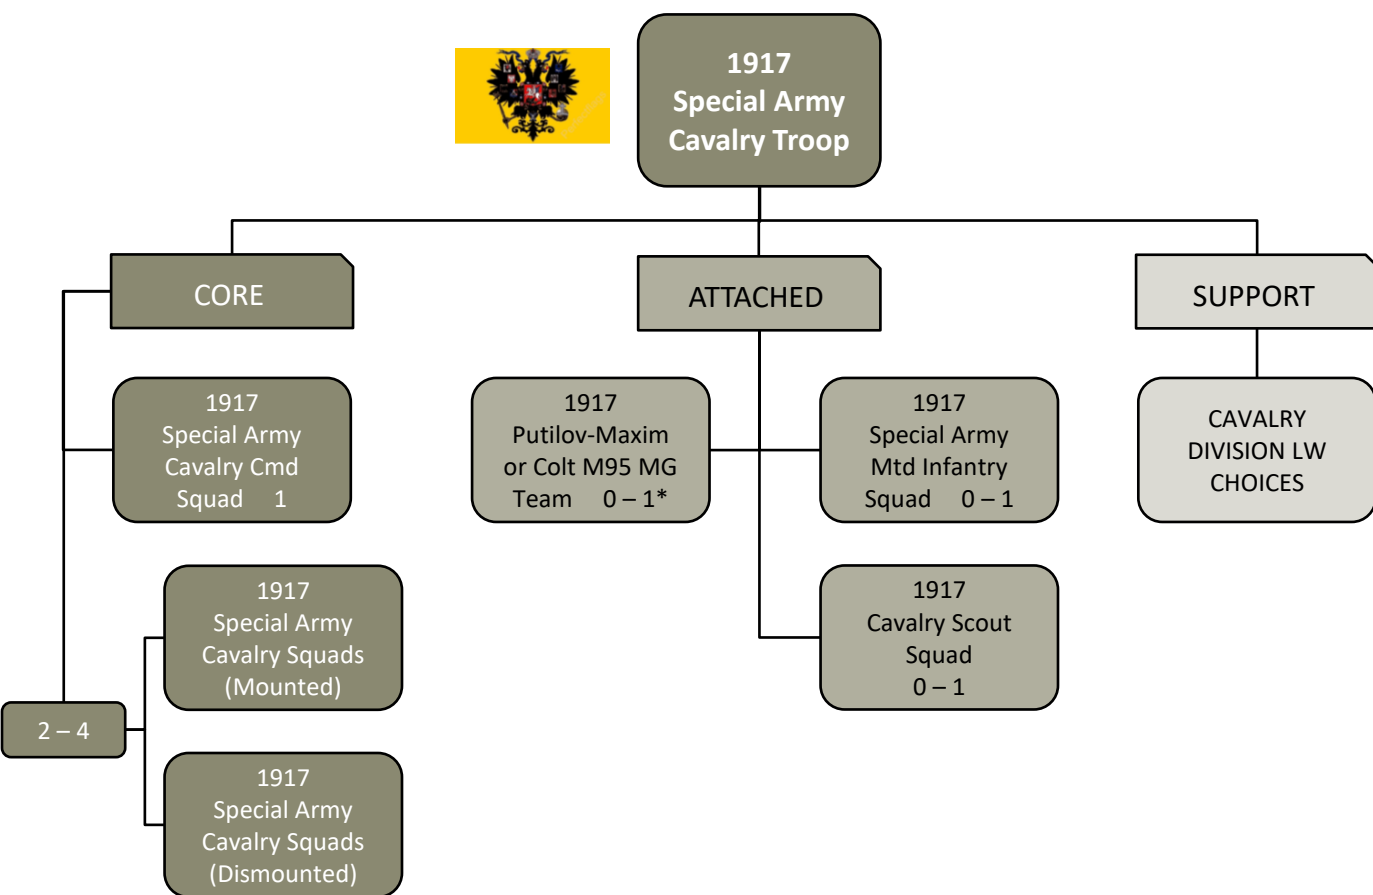 1917
Special Army
Cavalry Troop
CORE
ATTACHED
SUPPORT
1917
Special Army
Cavalry Cmd
Squad 1
1917
Putilov-Maxim
or Colt M95 MG
Team 0 – 1*
1917
Special Army
Mtd Infantry
Squad 0 – 1
CAVALRY
DIVISION LW
CHOICES
1917
Special Army
Cavalry Squads
(Mounted)
1917
Cavalry Scout
Squad
0 – 1
2 – 4
1917
Special Army
Cavalry Squads
(Dismounted)